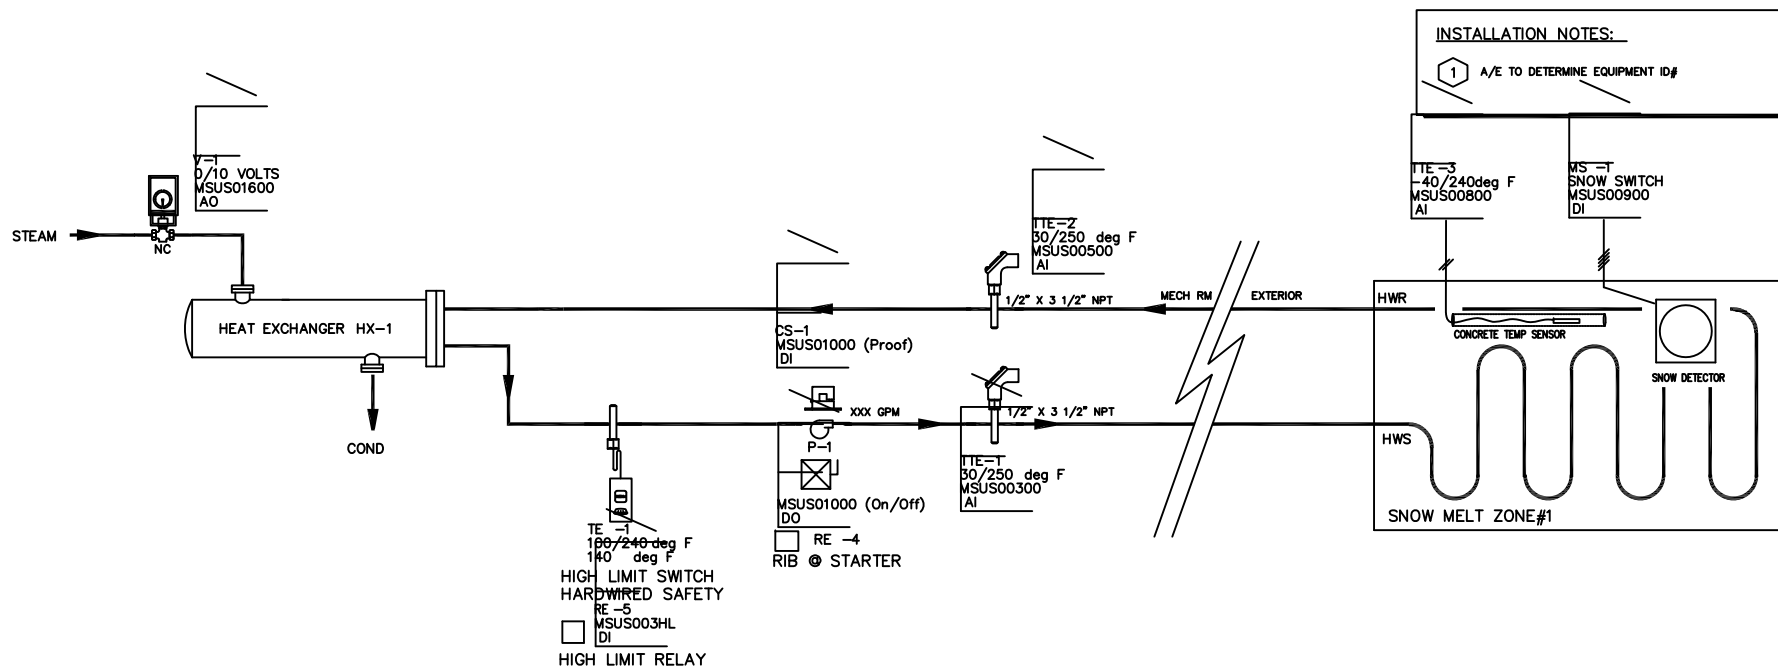 INSTALLATION NOTES:
1 A/E TO DETERMINE EQUIPMENT ID#
V-1
0/10 VOLTS
MSUS01600
AO
STEAM
NC
HEAT EXCHANGER HX-1
COND
TTE-2
30/250 deg F
MSUS00500
AI
1/2" X 3 1/2" NPT
MECH RM
EXTERIOR
HWR
CS-1
MSUS01000 (Proof)
DI
TTE-3
-40/240deg F
MSUS00800
AI
MS -1
SNOW SWITCH
MSUS00900
DI
CONCRETE TEMP SENSOR
SNOW DETECTOR
XXX GPM
P-1
1/2" X 3 1/2" NPT
HWS
TTE-1
30/250 deg F
MSUS00300
AI
MSUS01000 (On/Off)
DO
RE -4
RIB @ STARTER
TE -1
100/240 deg F
140 deg F
HIGH LIMIT SWITCH
HARDWIRED SAFETY
RE -5
MSUS003HL
DI
HIGH LIMIT RELAY
SNOW MELT ZONE#1